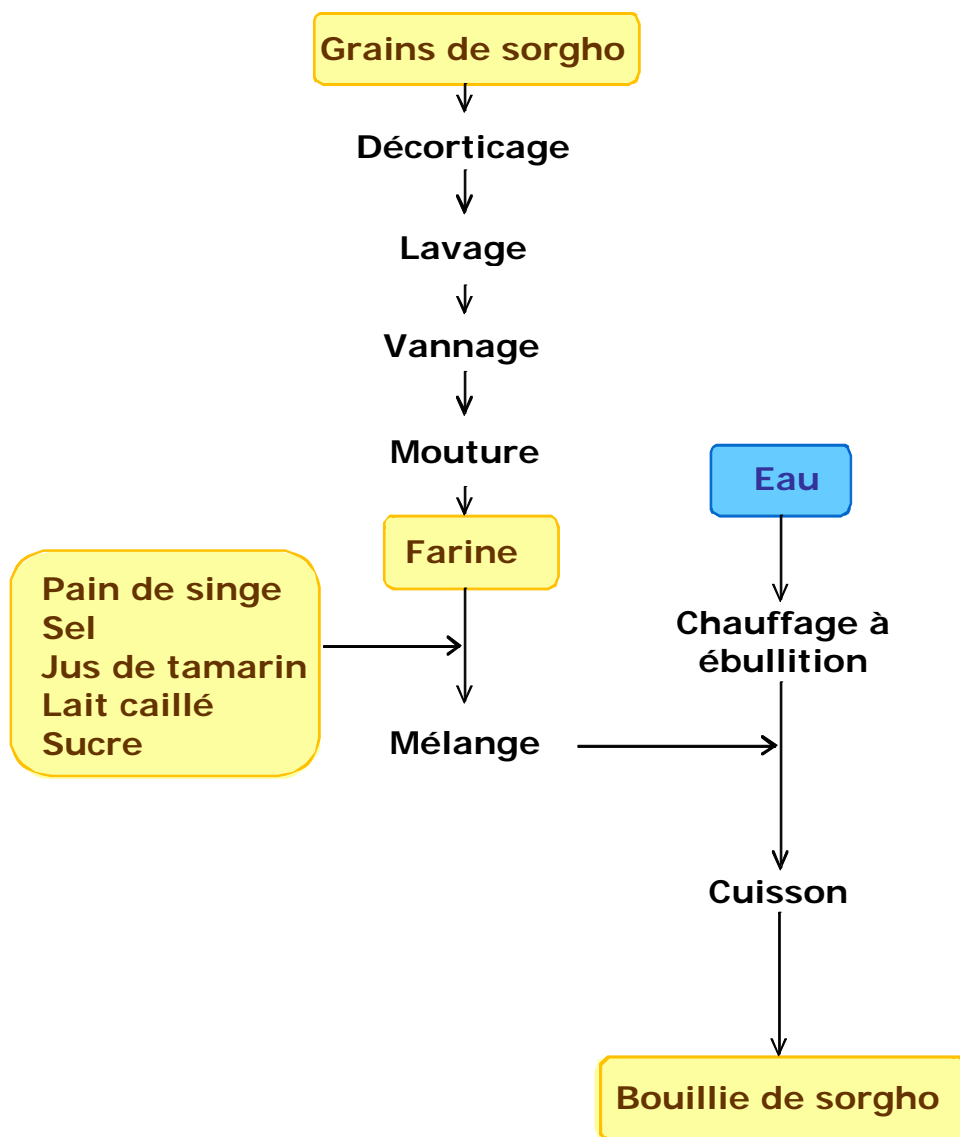 Grains de sorgho
Décorticage
Lavage
Vannage
Mouture
Eau
Farine
Pain de singe
Sel
Jus de tamarin
Lait caillé
Sucre
Chauffage à
ébullition
Mélange
Cuisson
Bouillie de sorgho